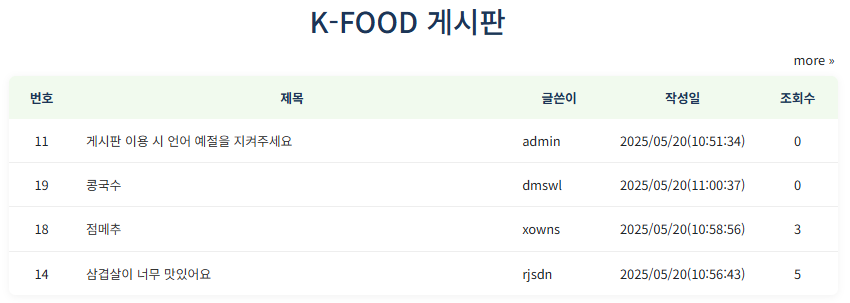 K-FOOD 게시판
more »
번호 제목 글쓴이 작성일 조회수
11 게시판 이용 시 언어 예절을 지켜주세요 admin 2025/05/20(10:51:34) 0
19 콩국수 dmswl 2025/05/20(11:00:37) 0
18 점메추 xowns 2025/05/20(10:58:56) 3
14 삼겹살이 너무 맛있어요 rjsdn 2025/05/20(10:56:43) 5